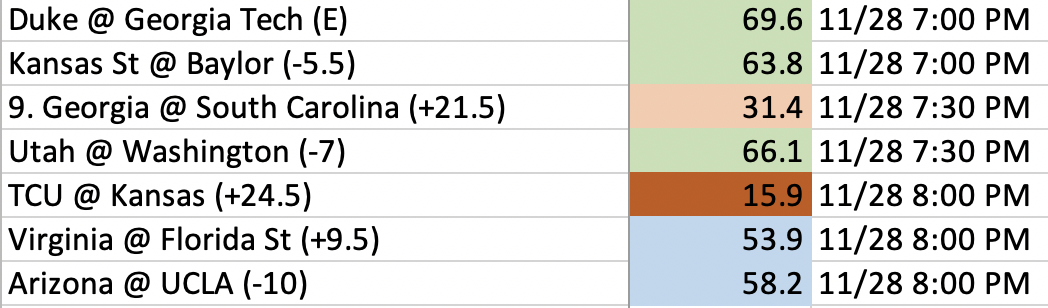 Duke @ Georgia Tech (E) 69.6 11/28 7:00 PM
Kansas St @ Baylor (-5.5) 63.8 11/28 7:00 PM
9. Georgia @ South Carolina (+21.5) 31.4 11/28 7:30 PM
Utah @ Washington (-7) 66.1 11/28 7:30 PM
TCU @ Kansas (+24.5) 15.9 11/28 8:00 PM
Virginia @ Florida St (+9.5) 53.9 11/28 8:00 PM
Arizona @ UCLA (-10) 58.2 11/28 8:00 PM